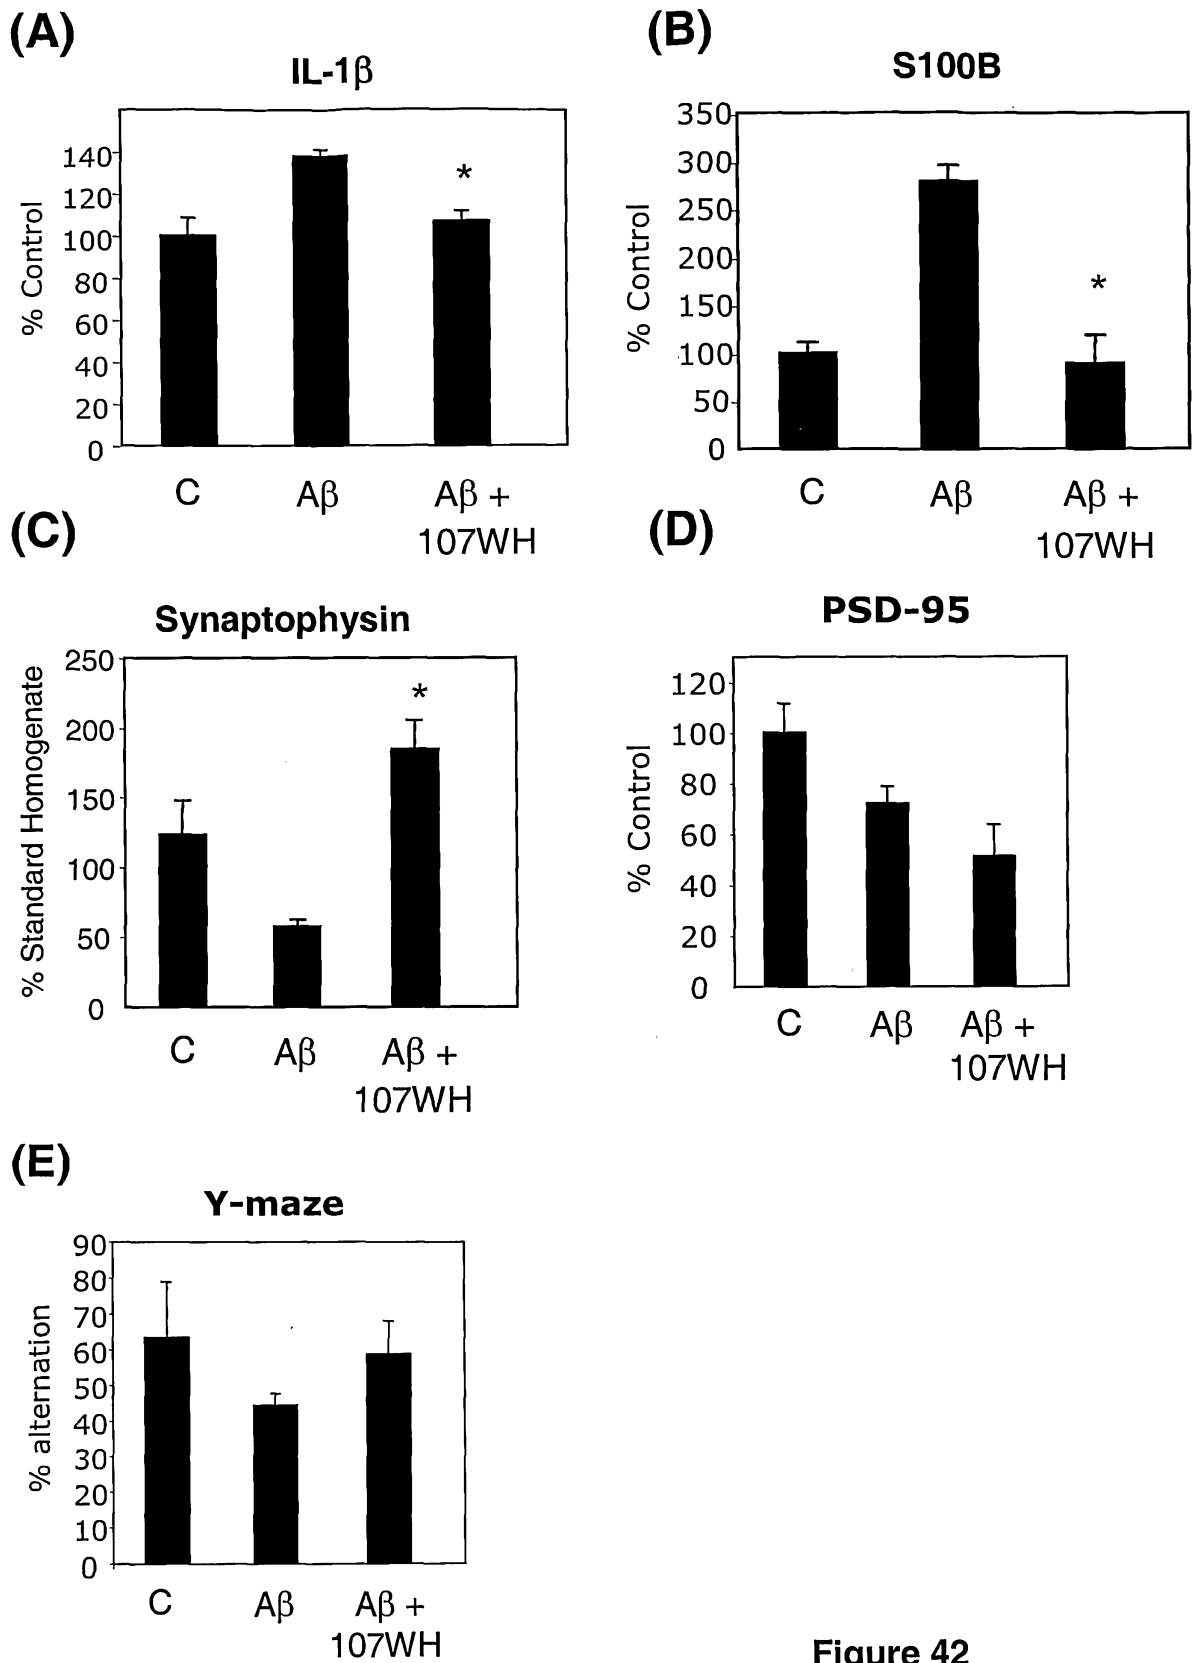 (A)
IL-1β
% Control
140
120
100
80
60
40
20
0
*
C
Aβ
Aβ +
107WH
(B)
S100B
% Control
350
300
250
200
150
100
50
0
*
C
Aβ
Aβ +
107WH
(C)
Synaptophysin
% Standard Homogenate
250
200
150
100
50
0
*
C
Aβ
Aβ +
107WH
(D)
PSD-95
% Control
120
100
80
60
40
20
0
C
Aβ
Aβ +
107WH
(E)
Y-maze
% alternation
90
80
70
60
50
40
30
20
10
0
C
Aβ
Aβ +
107WH
Figure 42